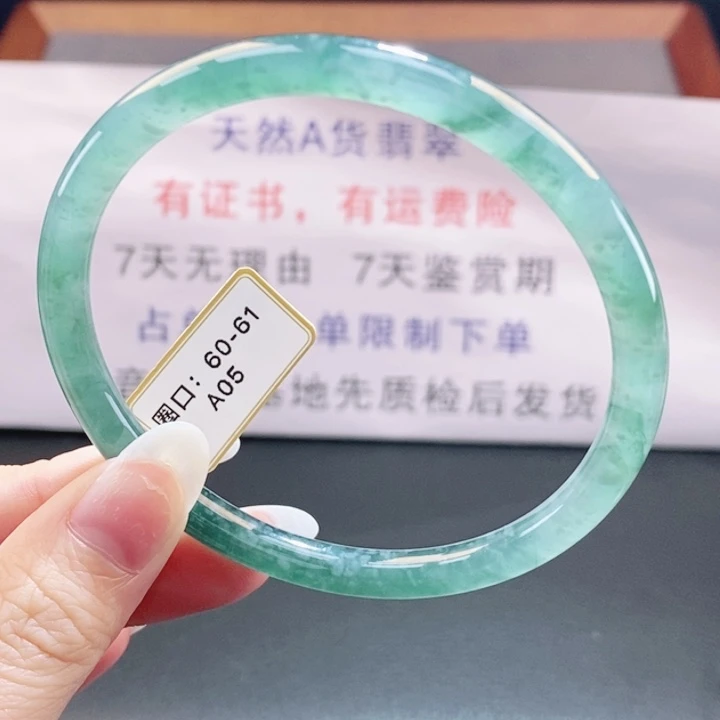 天然A货翡翠
有证书，有运费险
7天无理由 7天鉴赏期
占 单限制下单
地先质检后发货
圈口：60-61
A05